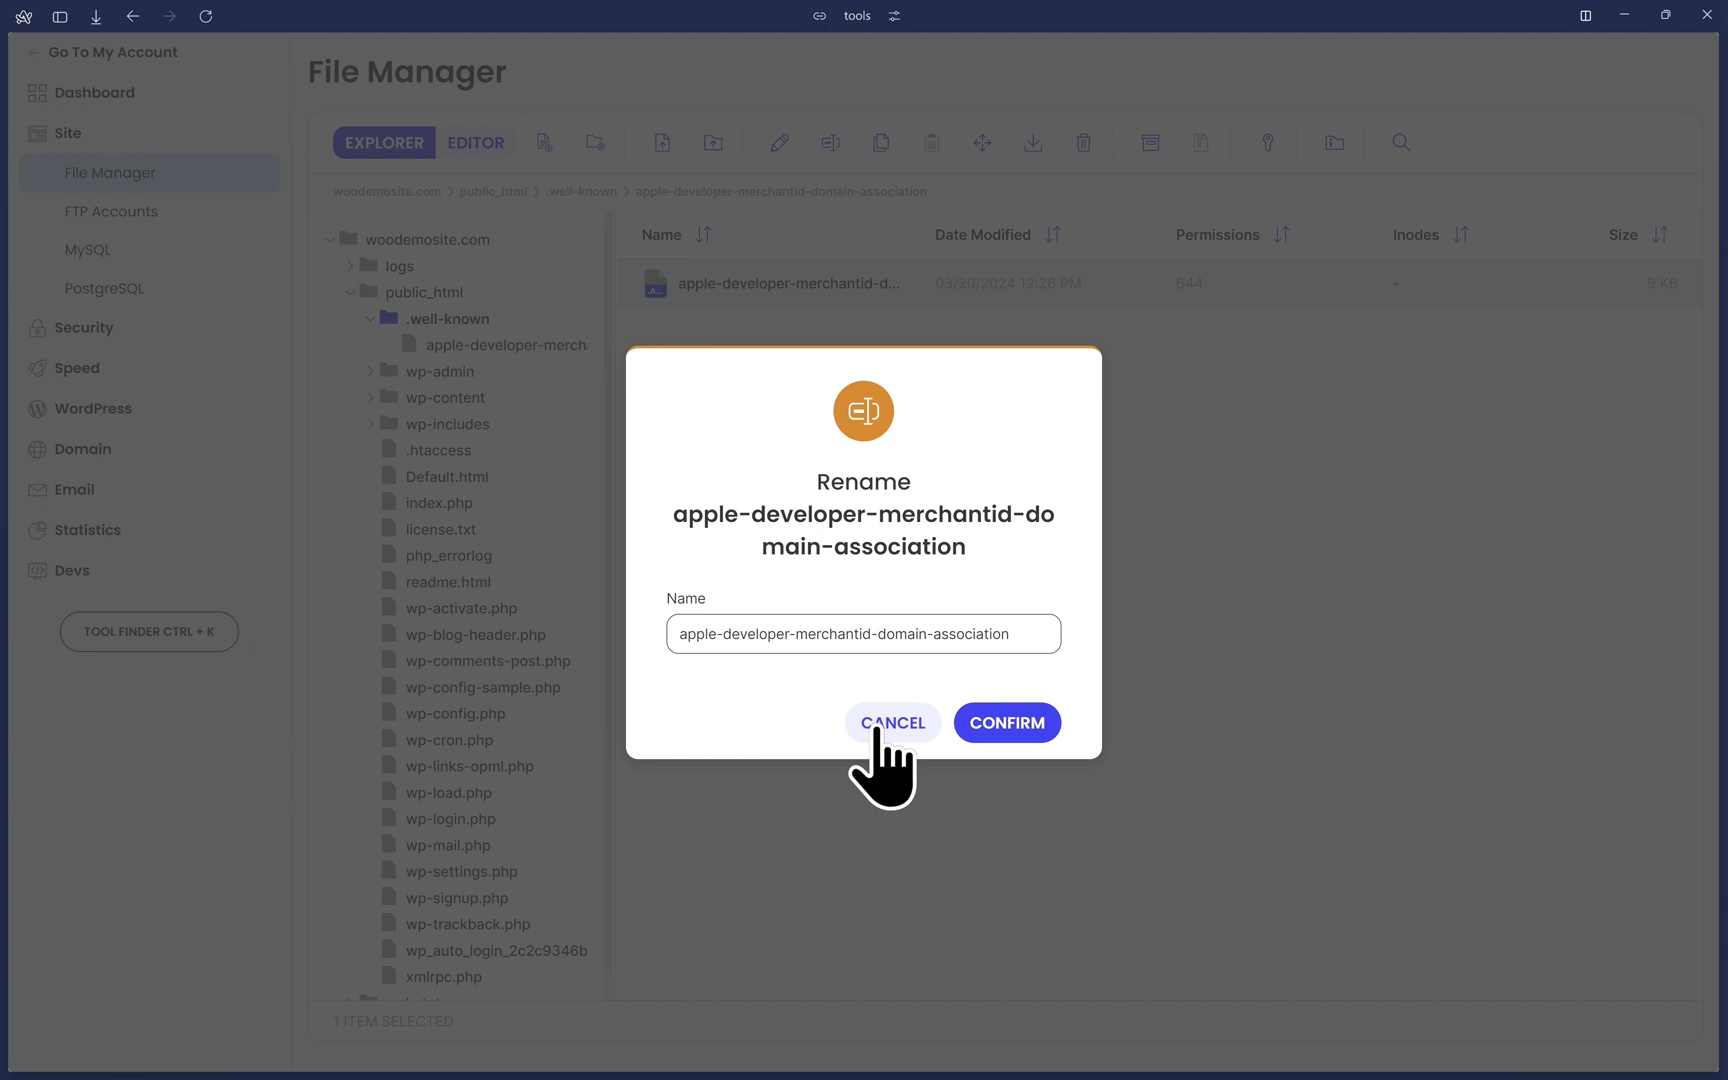 tools
Go To My Account
Dashboard
Site
File Manager
FTP Accounts
MySQL
PostgreSQL
Security
Speed
WordPress
Domain
Email
Statistics
Devs
TOOL FINDER CTRL + K
File Manager
EXPLORER EDITOR
woodemosite.com > public_html > .well-known > apple-developer-merchantid-domain-association
woodemosite.com
logs
public_html
.well-known
apple-developer-merch
wp-admin
wp-content
wp-includes
.htaccess
Default.html
index.php
license.txt
php_errorlog
readme.html
wp-activate.php
wp-blog-header.php
wp-comments-post.php
wp-config-sample.php
wp-config.php
wp-cron.php
wp-links-opml.php
wp-load.php
wp-login.php
wp-mail.php
wp-settings.php
wp-signup.php
wp-trackback.php
wp_auto_login_2c2c9346b
xmlrpc.php
Name Date Modified Permissions Inodes Size
A... apple-developer-merchantid-d... 03/20/2024 12:26 PM 644 - 9 KB
Rename
apple-developer-merchantid-do
main-association
Name
apple-developer-merchantid-domain-association
CANCEL CONFIRM
1 ITEM SELECTED